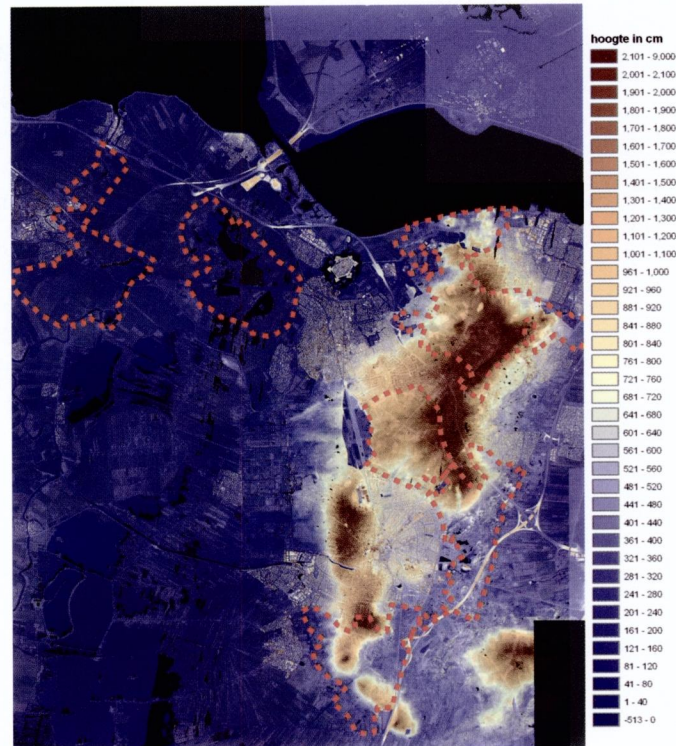 hoogte in cm
2,101 - 9,000
2,001 - 2,100
1,901 - 2,000
1,801 - 1,900
1,701 - 1,800
1,601 - 1,700
1,501 - 1,600
1,401 - 1,500
1,301 - 1,400
1,201 - 1,300
1,101 - 1,200
1,001 - 1,100
961 - 1,000
921 - 960
881 - 920
841 - 880
801 - 840
761 - 800
721 - 760
681 - 720
641 - 680
601 - 640
561 - 600
521 - 560
481 - 520
441 - 480
401 - 440
361 - 400
321 - 360
281 - 320
241 - 280
201 - 240
161 - 200
121 - 160
81 - 120
41 - 80
1 - 40
-513 - 0